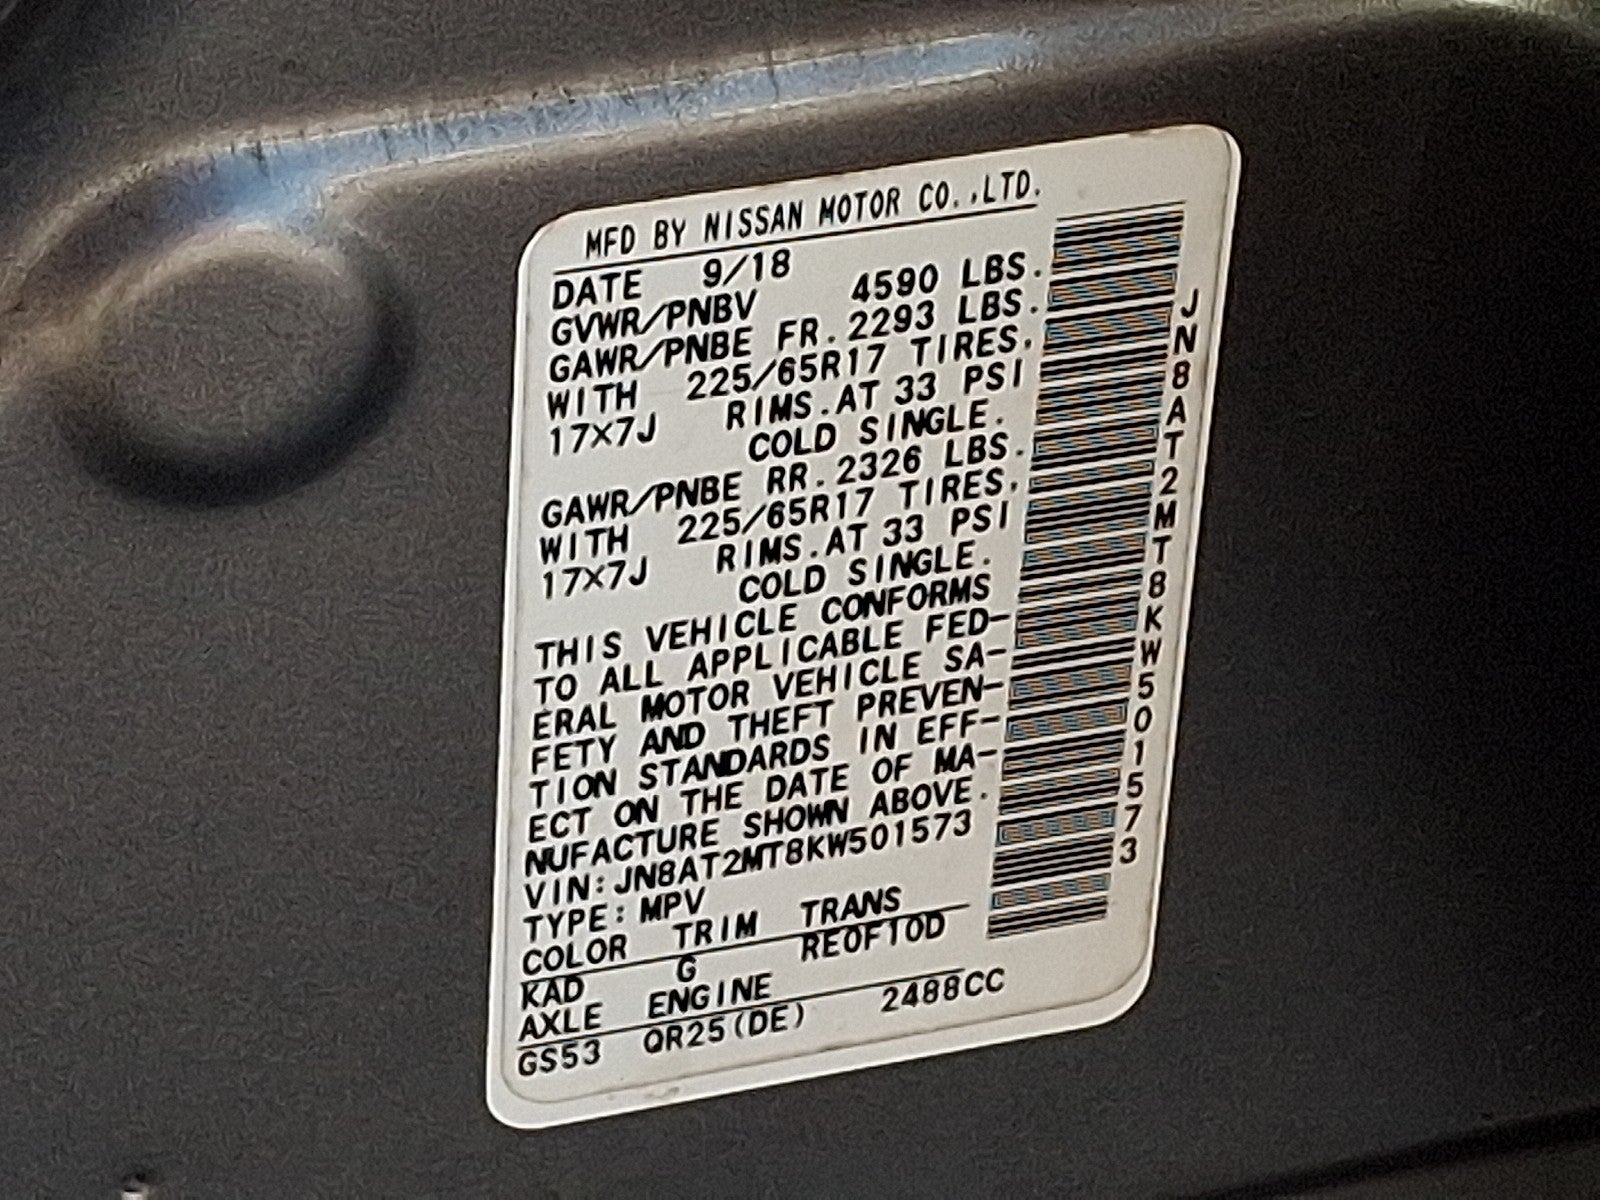 MFD BY NISSAN MOTOR CO.,LTD.
DATE 9/18
GVWR/PNBV 4590 LBS.
GAWR/PNBE FR. 2293 LBS.
WITH 225/65R17 TIRES.
17X7J RIMS.AT 33 PSI
COLD SINGLE.
GAWR/PNBE RR. 2326 LBS.
WITH 225/65R17 TIRES.
17X7J RIMS.AT 33 PSI
COLD SINGLE.
THIS VEHICLE CONFORMS
TO ALL APPLICABLE FED-
ERAL MOTOR VEHICLE SA-
FETY AND THEFT PREVEN-
TION STANDARDS IN EFF-
ECT ON THE DATE OF MA-
NUFACTURE SHOWN ABOVE.
VIN:JN8AT2MT8KW501573
TYPE:MPV
COLOR TRIM TRANS
KAD G RE0F10D
AXLE ENGINE
GS53 QR25(DE) 2488CC
JN8AT2MT8KW501573